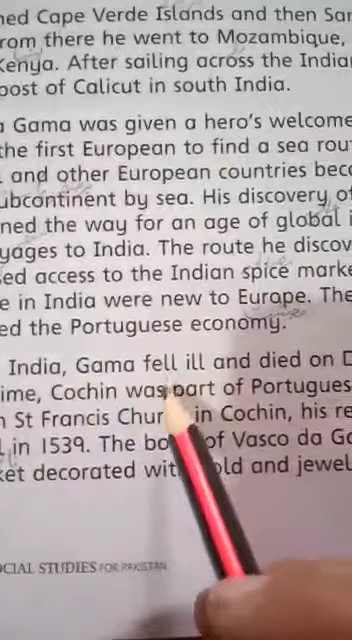 ned Cape Verde Islands and then Sar
rom there he went to Mozambique,
Kenya. After sailing across the India
post of Calicut in south India.
a Gama was given a hero's welcome
the first European to find a sea rou
and other European countries beca
ubcontinent by sea. His discovery of
ned the way for an age of global i
yages to India. The route he discov
sed access to the Indian spice marke
e in India were new to Europe. The
ed the Portuguese economy.
India, Gama fell ill and died on D
ime, Cochin was part of Portugues
n St Francis Chur in Cochin, his re
l in 1539. The bo of Vasco da Ga
ket decorated wit old and jewel
OCIAL STUDIES FOR PAKISTAN